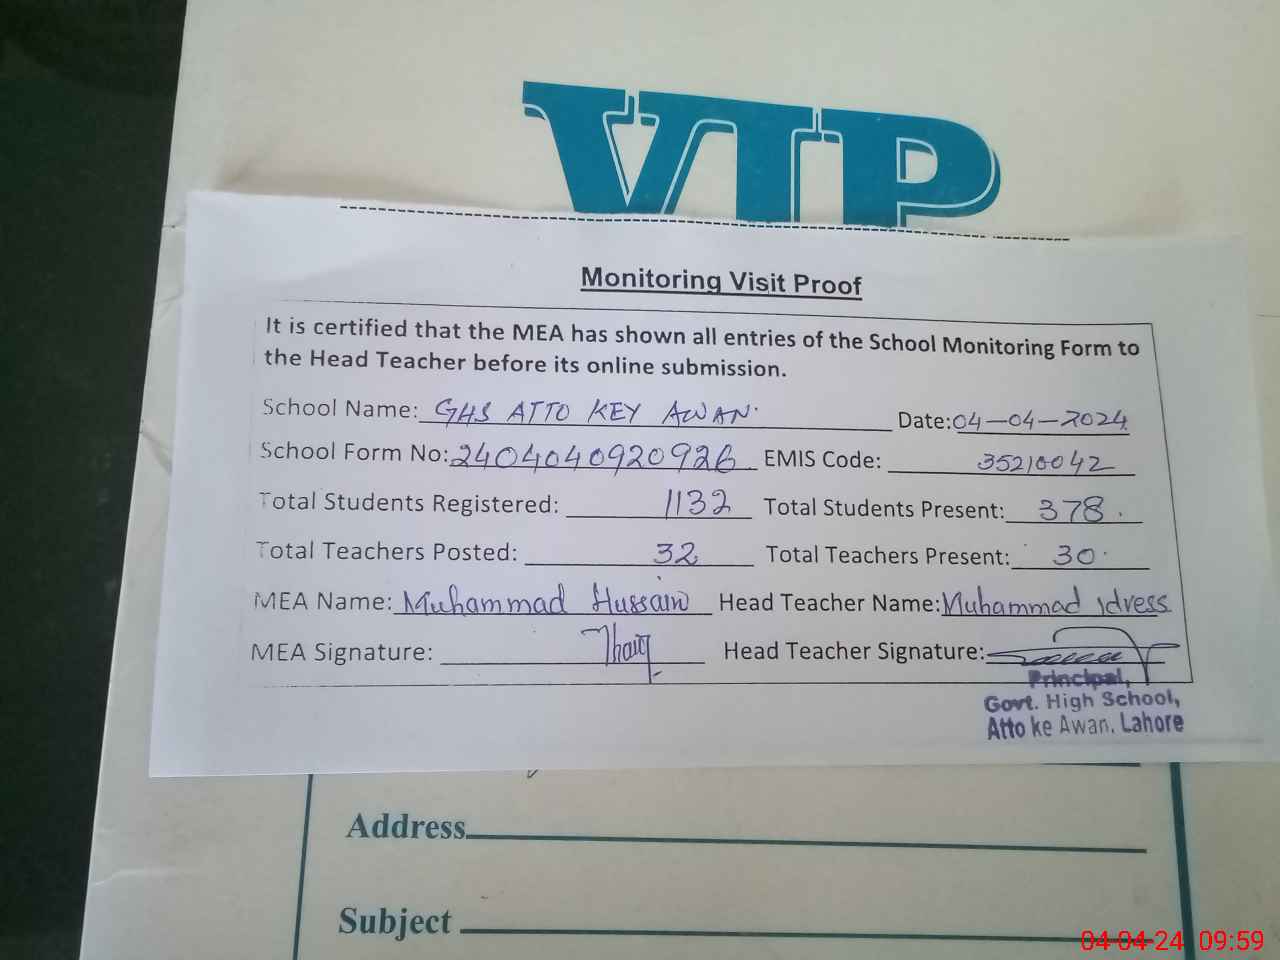 VIP
Monitoring Visit Proof
It is certified that the MEA has shown all entries of the School Monitoring Form to
the Head Teacher before its online submission.
School Name: GHS ATTO KEY AWAN. Date: 04-04-2024
School Form No: 2404040920926 EMIS Code: 35210042
Total Students Registered: 1132 Total Students Present: 378.
Total Teachers Posted: 32 Total Teachers Present: 30.
MEA Name: Muhammad Hussain Head Teacher Name: Muhammad Idress
MEA Signature: Head Teacher Signature:
Principal,
Govt. High School,
Atto ke Awan, Lahore
Address
Subject
04-04-24 09:59